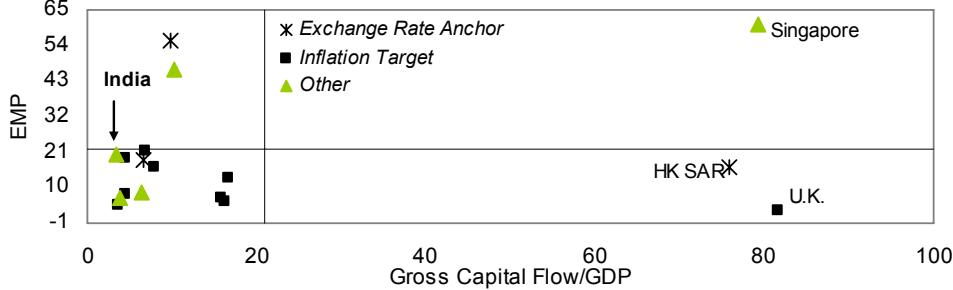 65
54
43
32
21
10
-1
EMP
Exchange Rate Anchor
Inflation Target
Other
India
Singapore
HK SAR
U.K.
0 20 40 60 80 100
Gross Capital Flow/GDP